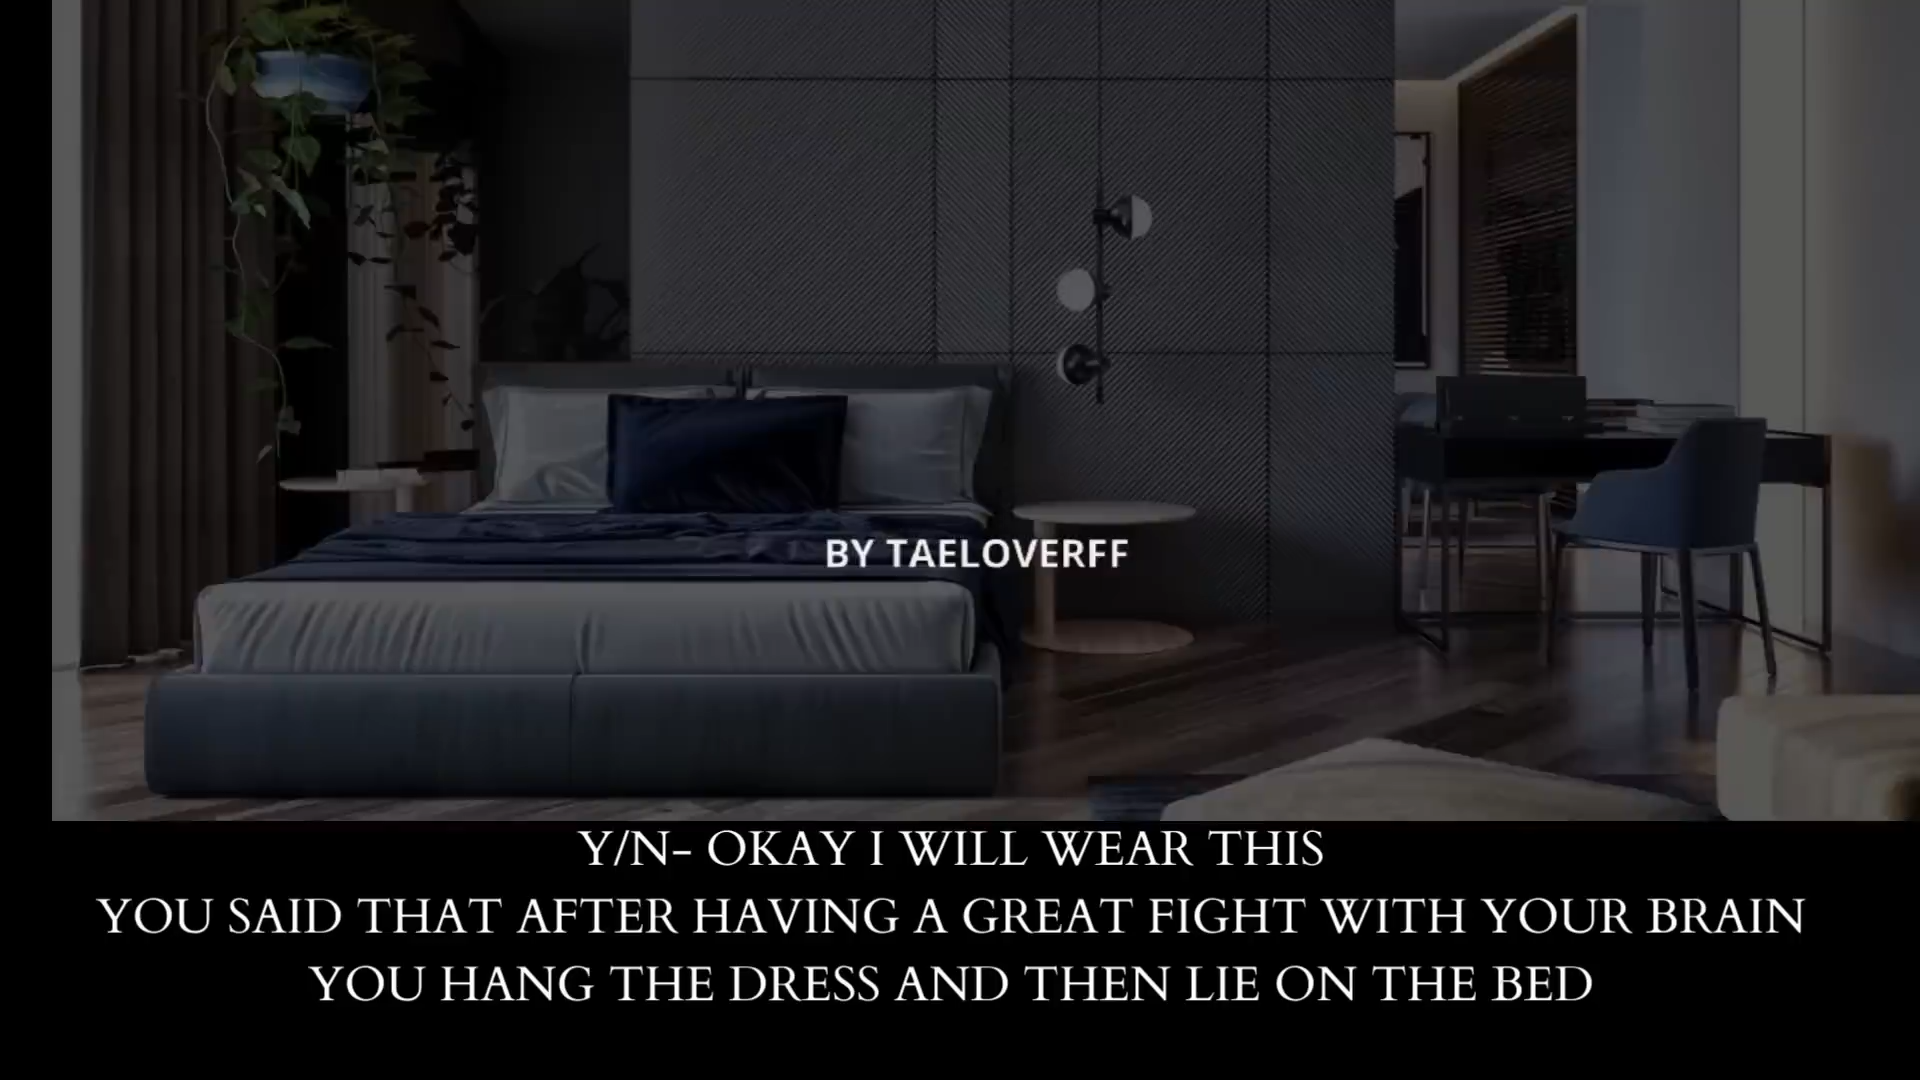 BY TAELOVERFF
Y/N- OKAY I WILL WEAR THIS
YOU SAID THAT AFTER HAVING A GREAT FIGHT WITH YOUR BRAIN
YOU HANG THE DRESS AND THEN LIE ON THE BED